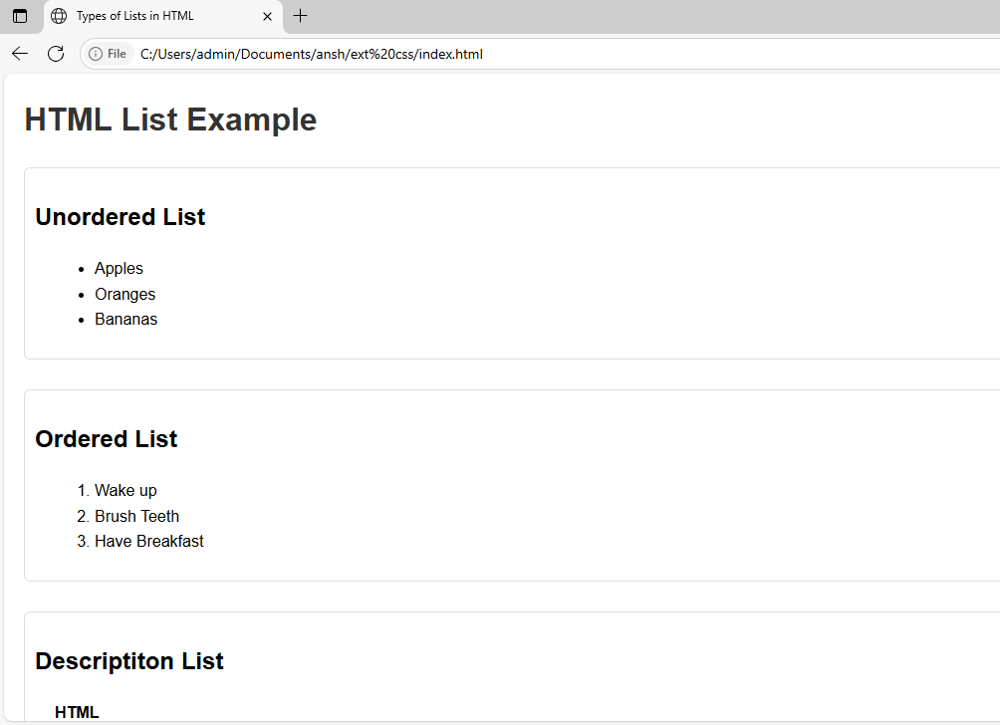 Types of Lists in HTML
File C:/Users/admin/Documents/ansh/ext%20css/index.html
HTML List Example
Unordered List
• Apples
• Oranges
• Bananas
Ordered List
1. Wake up
2. Brush Teeth
3. Have Breakfast
Descriptiton List
HTML